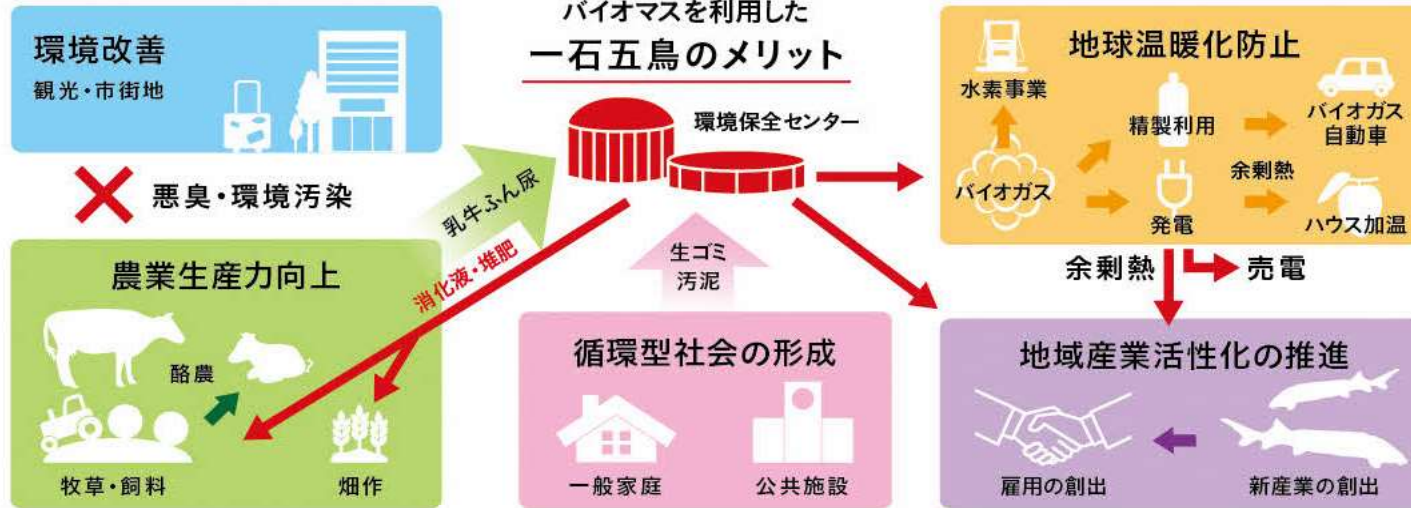 バイオマスを利用した
一石五鳥のメリット
環境保全センター
環境改善
観光・市街地
悪臭・環境汚染
乳牛ふん尿
消化液・堆肥
農業生産力向上
酪農
牧草・飼料
畑作
生ゴミ
汚泥
循環型社会の形成
一般家庭
公共施設
地球温暖化防止
水素事業
バイオガス
精製利用
バイオガス
自動車
発電
余剰熱
ハウス加温
余剰熱
売電
地域産業活性化の推進
雇用の創出
新産業の創出